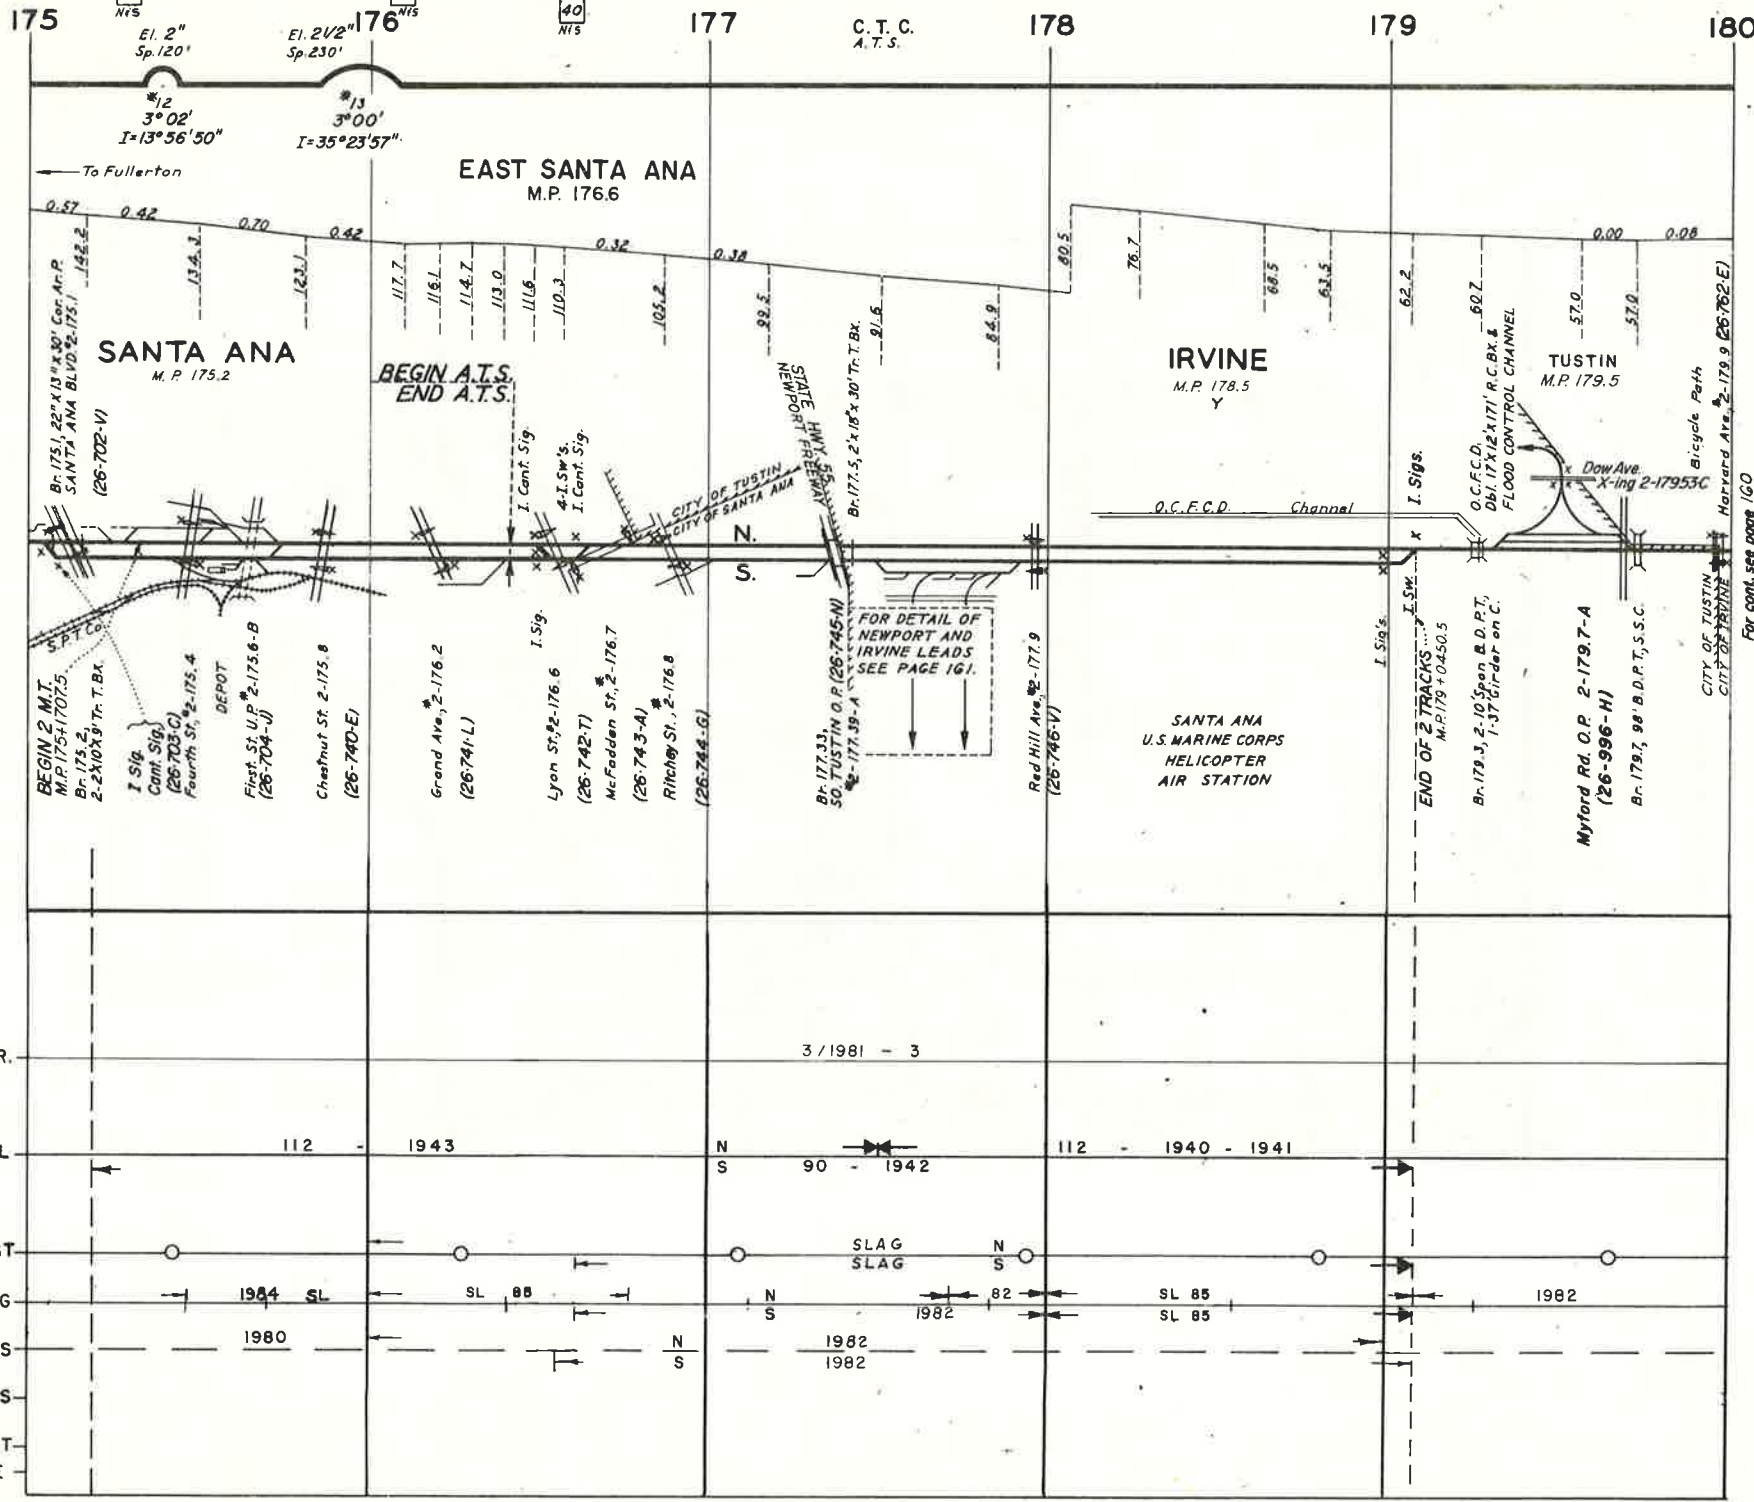 175
176
177
178
179
180
NIS
NIS
40
NIS
C. T. C.
A. T. S.
El. 2"
Sp. 120'
El. 2 1/2"
Sp. 230'
#12
3° 02'
I=13° 56' 50"
#13
3° 00'
I=35° 23' 57"
To Fullerton
EAST SANTA ANA
M.P. 176.6
0.57
0.42
0.70
0.42
0.32
0.38
0.00
0.08
142.2
134.3
123.1
117.7
116.1
114.7
113.0
111.6
110.3
105.2
99.5
91.6
84.9
80.5
76.7
68.5
63.5
62.2
60.7
57.0
57.0
SANTA ANA
M.P. 175.2
BEGIN A.T.S.
END A.T.S.
IRVINE
M.P. 178.5
Y
TUSTIN
M.P. 179.5
Br. 175.1, 22" X 13" X 30' Cor. Ar. P.
SANTA ANA BLVD. #2-175.1
(26-702-V)
1 Cont. Sig.
4-I. Sw's.
1. Cont. Sig.
CITY OF TUSTIN
CITY OF SANTA ANA
STATE HWY. 55
NEWPORT FREEWAY
Br. 177.5, 2' x 18" x 30' Tr. T. Bx.
O.C.F.C.D. Channel
I. Sigs.
O.C.F.C.D.
Dbl. 17' X 12' X 171' R.C. BX. &
FLOOD CONTROL CHANNEL
Dow Ave.
X-ing 2-17953C
Bicycle Path
Harvard Ave. #2-179.9 (26-762-E)
For cont. see page 160
N.
S.
S.P.T. Co.
BEGIN 2 M.T.
M.P. 175+1707.5
Br. 175.2,
2-2'X10"X9' Tr. T. BX.
1 Sig.
Cont. Sig.
(26-703-C)
Fourth St., #2-175.4
DEPOT
First St. U.P. #2-175.6-B
(26-704-J)
Chestnut St. 2-175.8
(26-740-E)
Grand Ave., #2-176.2
(26-741-L)
I. Sig.
Lyon St., #2-176.6
(26-742-T)
McFadden St., #2-176.7
(26-743-A)
Ritchey St., #2-176.8
(26-744-G)
Br. 177.33,
SO. TUSTIN O.P. (26-745-N)
#2-177.39-A
FOR DETAIL OF
NEWPORT AND
IRVINE LEADS
SEE PAGE 161.
Red Hill Ave., #2-177.9
(26-746-V)
SANTA ANA
U.S. MARINE CORPS
HELICOPTER
AIR STATION
I. Sig's.
I. Sw.
END OF 2 TRACKS
M.P. 179+0450.5
Br. 179.3, 2-10' Span B.D.P.T.,
1-37' Girder on C.
Myford Rd. O.P. 2-179.7-A
(26-996-H)
Br. 179.7, 98' B.D.P.T., S.S.C.
CITY OF TUSTIN
CITY OF IRVINE
R.
3/1981 - 3
L
112 - 1943
N
S
90 - 1942
112 - 1940 - 1941
T
SLAG
SLAG
N
S
G
1984 SL
SL 88
N
S
1982
82
SL 85
SL 85
1982
S
1980
N
S
1982
1982
S
T